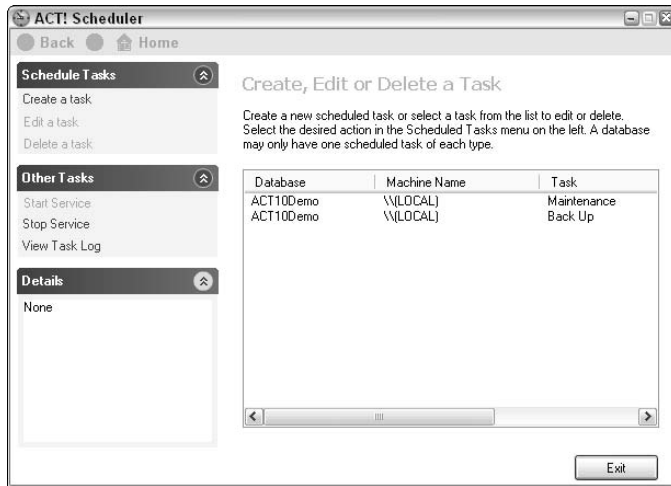 ACT! Scheduler
Back Home
Schedule Tasks
Create a task
Edit a task
Delete a task
Other Tasks
Start Service
Stop Service
View Task Log
Details
None
Create, Edit or Delete a Task
Create a new scheduled task or select a task from the list to edit or delete.
Select the desired action in the Scheduled Tasks menu on the left. A database
may only have one scheduled task of each type.
Database Machine Name Task
ACT10Demo \\(LOCAL) Maintenance
ACT10Demo \\(LOCAL) Back Up
Exit